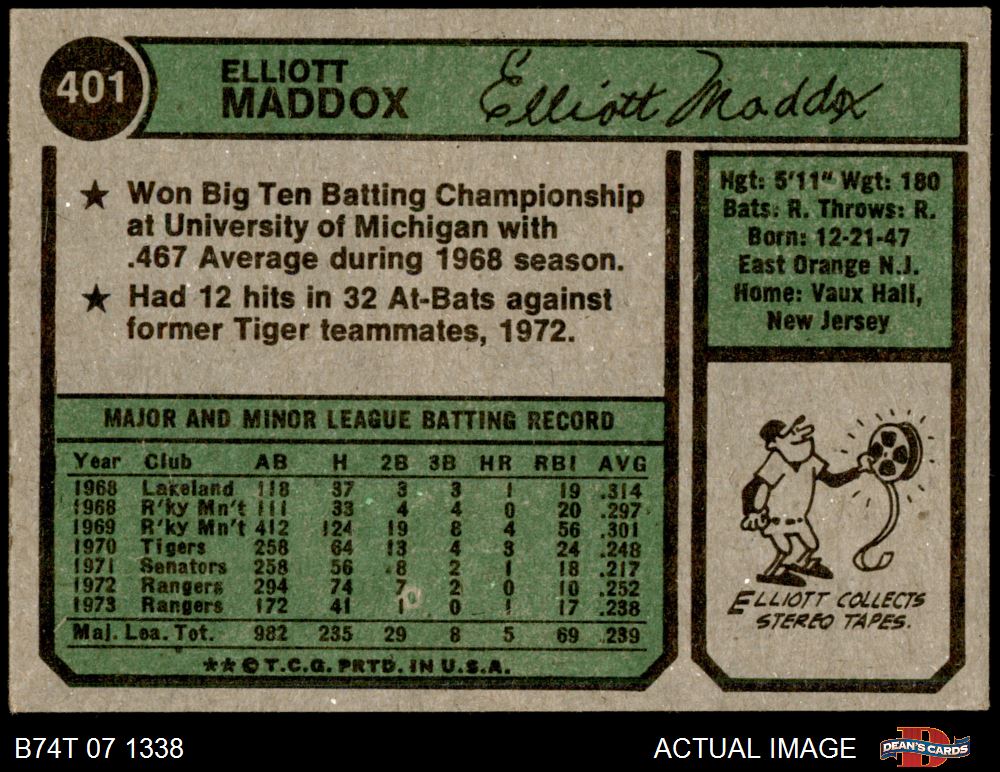 401
ELLIOTT
MADDOX
Elliott Maddox
★ Won Big Ten Batting Championship
at University of Michigan with
.467 Average during 1968 season.
★ Had 12 hits in 32 At-Bats against
former Tiger teammates, 1972.
Hgt: 5'11" Wgt: 180
Bats: R. Throws: R.
Born: 12-21-47
East Orange N.J.
Home: Vaux Hall,
New Jersey
MAJOR AND MINOR LEAGUE BATTING RECORD
Year Club AB H 2B 3B HR RBI AVG
1968 Lakeland 118 37 3 3 1 19 .314
1968 R'ky Mn't 111 33 4 4 0 20 .297
1969 R'ky Mn't 412 124 19 8 4 56 .301
1970 Tigers 258 64 13 4 3 24 .248
1971 Senators 258 56 8 2 1 18 .217
1972 Rangers 294 74 7 2 0 10 .252
1973 Rangers 172 41 1 0 1 17 .238
Maj. Lea. Tot. 982 235 29 8 5 69 .239
★★© T.C.G. PRTD. IN U.S.A.
ELLIOTT COLLECTS
STEREO TAPES.
B74T 07 1338
ACTUAL IMAGE
D
DEAN'S CARDS